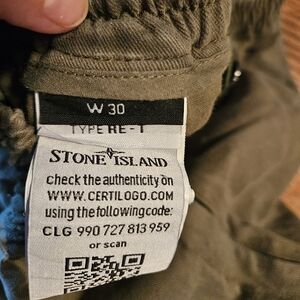 W 30
TYPE RE-T
STONE ISLAND
check the authenticity on
WWW.CERTILOGO.COM
using the following code:
CLG 990 727 813 959
or scan